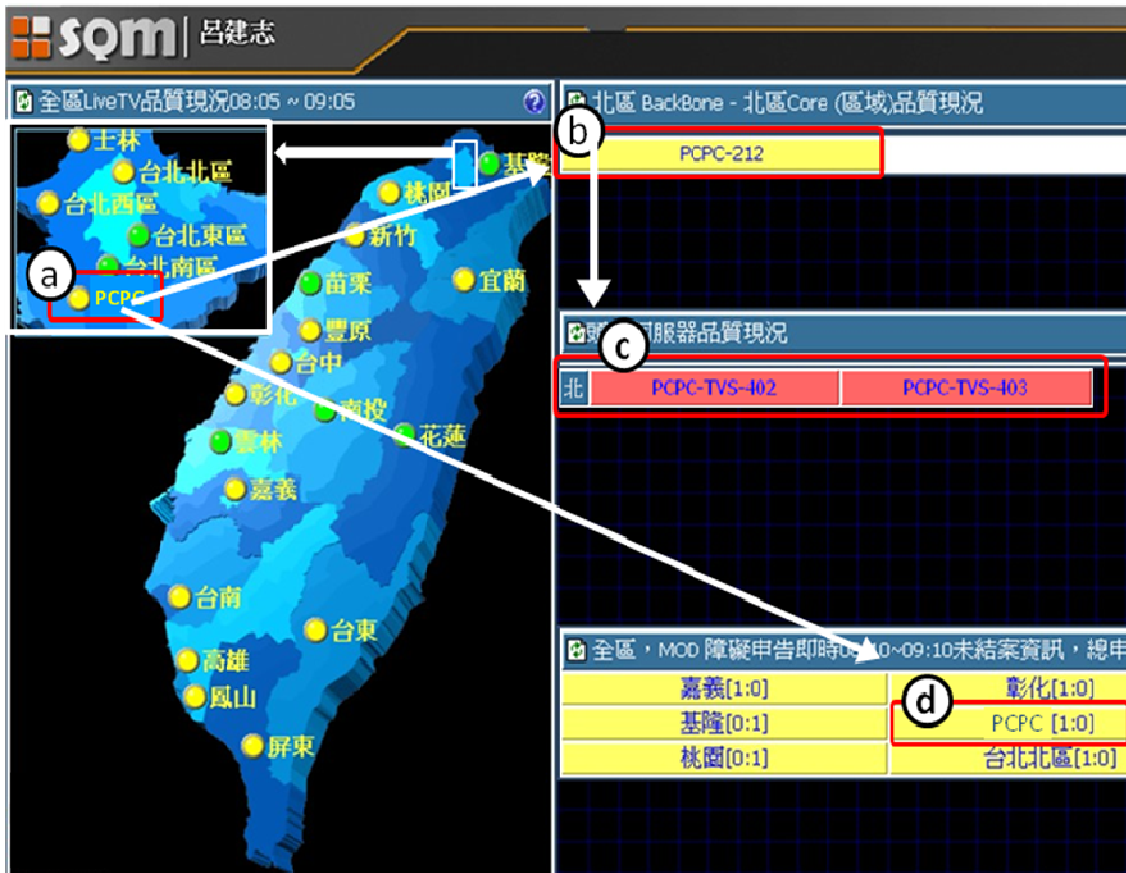 sqm 呂建志
全區LiveTV品質現況08:05 ~ 09:05
?
士林
台北北區
台北西區
台北東區
台北南區
a
PCPC
基隆
桃園
新竹
宜蘭
苗栗
豐原
台中
彰化
南投
花蓮
雲林
嘉義
台南
台東
高雄
鳳山
屏東
北區 BackBone - 北區Core (區域)品質現況
b
PCPC-212
服器品質現況
c
北 PCPC-TVS-402 PCPC-TVS-403
全區，MOD 障礙申告即時 ~09:10未結案資訊，總申
嘉義[1:0] 彰化[1:0]
d
基隆[0:1] PCPC [1:0]
桃園[0:1] 台北北區[1:0]